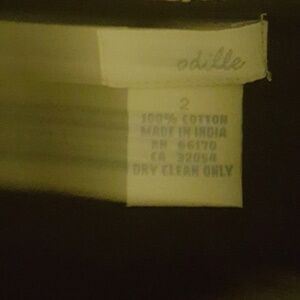 odille
2
100% COTTON
MADE IN INDIA
RN 66170
CA 32054
DRY CLEAN ONLY